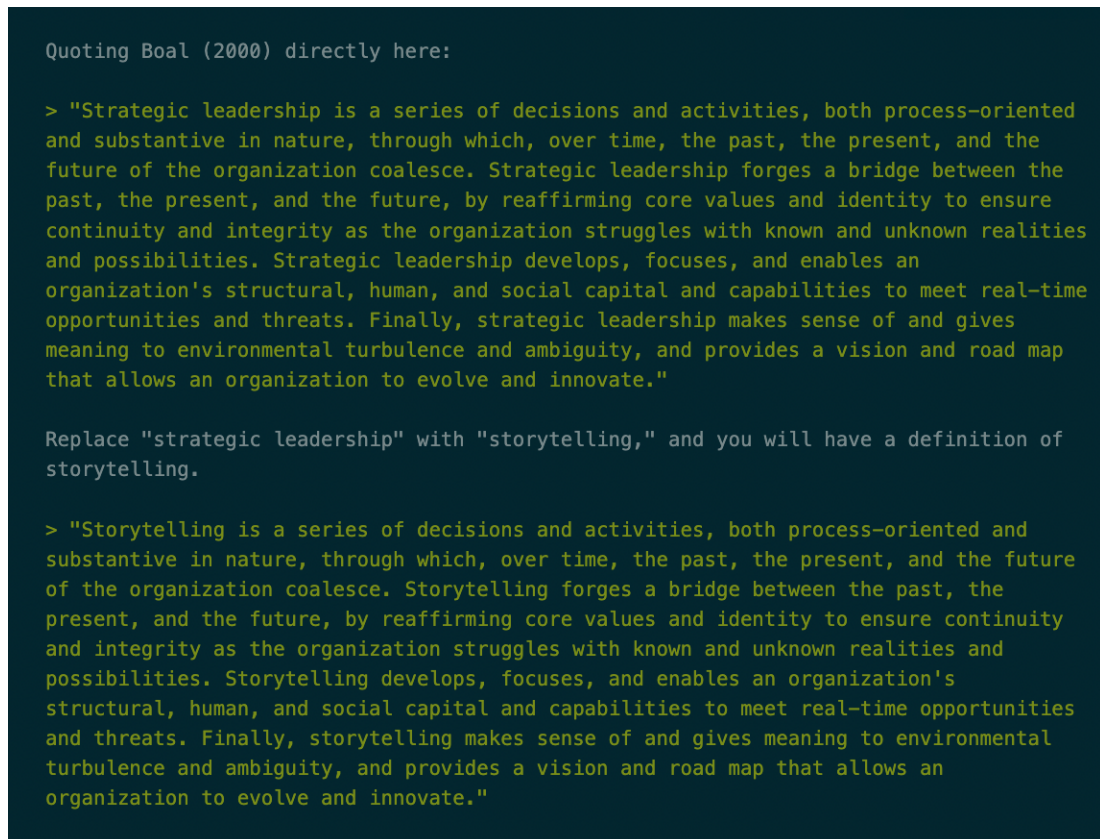 Quoting Boal (2000) directly here:
> "Strategic leadership is a series of decisions and activities, both process-oriented
and substantive in nature, through which, over time, the past, the present, and the
future of the organization coalesce. Strategic leadership forges a bridge between the
past, the present, and the future, by reaffirming core values and identity to ensure
continuity and integrity as the organization struggles with known and unknown realities
and possibilities. Strategic leadership develops, focuses, and enables an
organization's structural, human, and social capital and capabilities to meet real-time
opportunities and threats. Finally, strategic leadership makes sense of and gives
meaning to environmental turbulence and ambiguity, and provides a vision and road map
that allows an organization to evolve and innovate."
Replace "strategic leadership" with "storytelling," and you will have a definition of
storytelling.
> "Storytelling is a series of decisions and activities, both process-oriented and
substantive in nature, through which, over time, the past, the present, and the future
of the organization coalesce. Storytelling forges a bridge between the past, the
present, and the future, by reaffirming core values and identity to ensure continuity
and integrity as the organization struggles with known and unknown realities and
possibilities. Storytelling develops, focuses, and enables an organization's
structural, human, and social capital and capabilities to meet real-time opportunities
and threats. Finally, storytelling makes sense of and gives meaning to environmental
turbulence and ambiguity, and provides a vision and road map that allows an
organization to evolve and innovate."